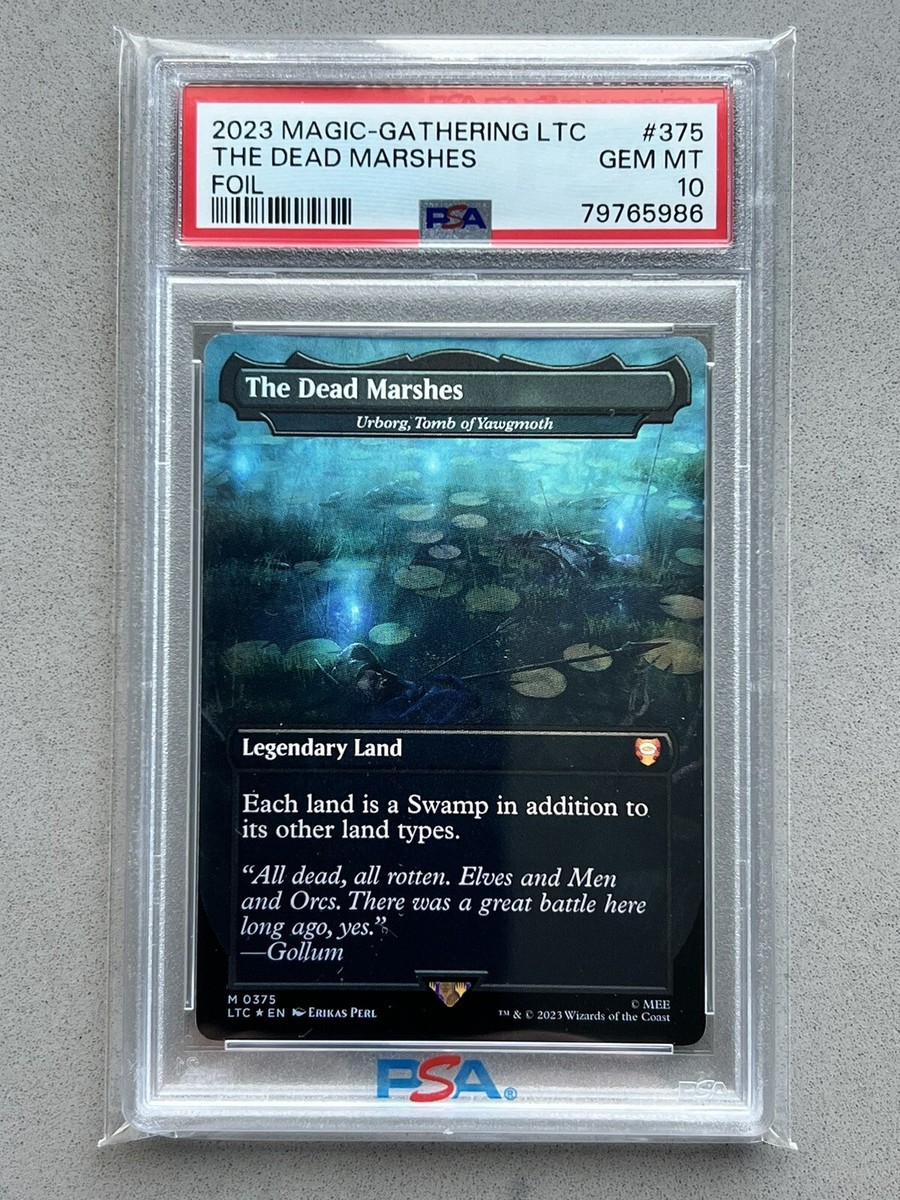 2023 MAGIC-GATHERING LTC #375
THE DEAD MARSHES GEM MT
FOIL 10
PSA 79765986
The Dead Marshes
Urborg, Tomb of Yawgmoth
Legendary Land
Each land is a Swamp in addition to
its other land types.
“All dead, all rotten. Elves and Men
and Orcs. There was a great battle here
long ago, yes.”
—Gollum
M 0375 © MEE
LTC ★ EN ERIKAS PERL ™ & © 2023 Wizards of the Coast
PSA®
PSA